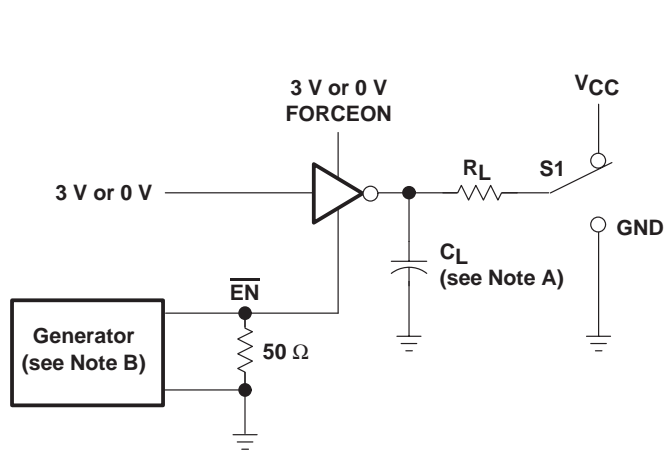 3 V or 0 V
FORCEON
VCC
RL
S1
3 V or 0 V
GND
CL
(see Note A)
EN
Generator
(see Note B)
50 Ω